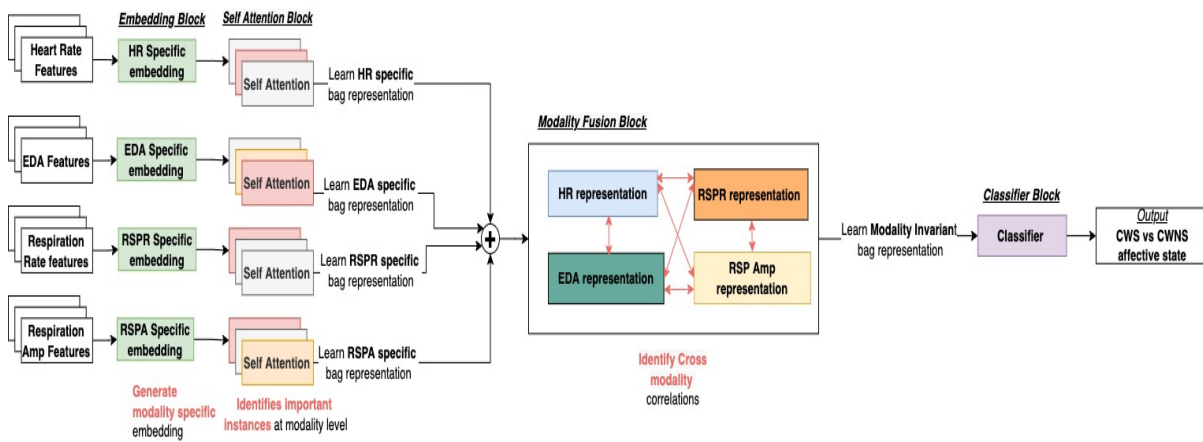 Embedding Block
Self Attention Block
Heart Rate
Features
HR Specific
embedding
Self Attention
Learn HR specific
bag representation
EDA Features
EDA Specific
embedding
Self Attention
Learn EDA specific
bag representation
Respiration
Rate features
RSPR Specific
embedding
Self Attention
Learn RSPR specific
bag representation
Respiration
Amp Features
RSPA Specific
embedding
Self Attention
Learn RSPA specific
bag representation
Generate
modality specific
embedding
Identifies important
instances at modality level
+
Modality Fusion Block
HR representation
RSPR representation
EDA representation
RSP Amp
representation
Identify Cross
modality
correlations
Learn Modality Invariant
bag representation
Classifier Block
Classifier
Output
CWS vs CWNS
affective state